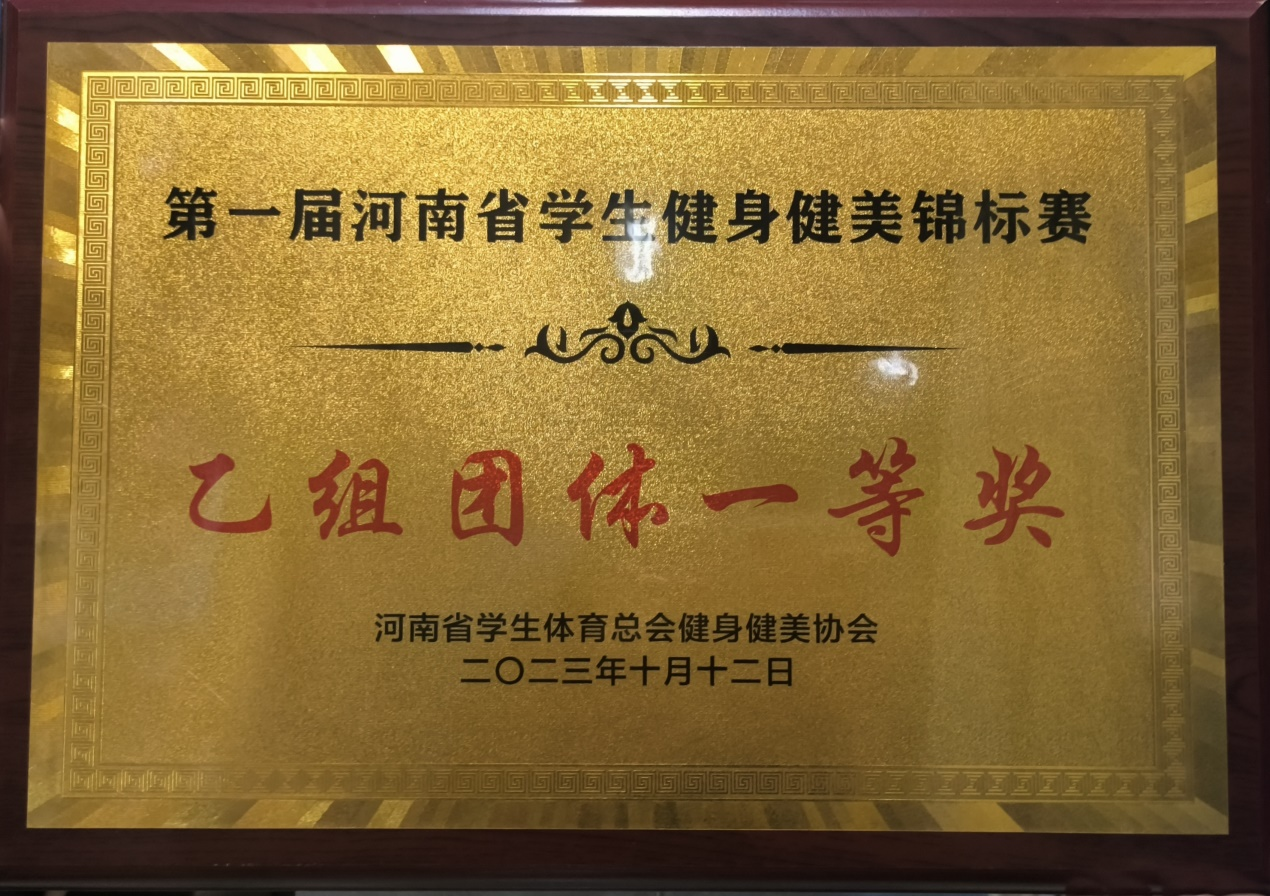 第一届河南省学生健身健美锦标赛
乙组团体一等奖
河南省学生体育总会健身健美协会
二〇二三年十月十二日